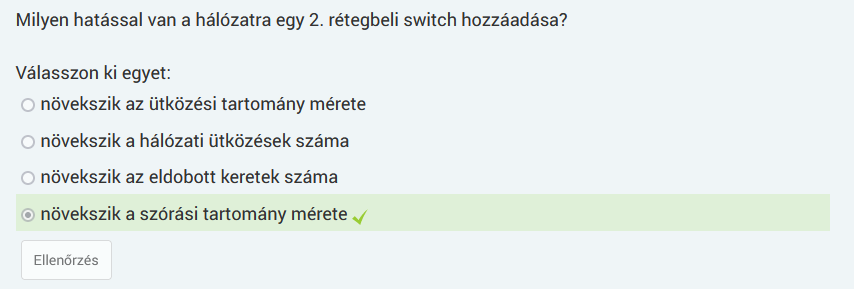 Milyen hatással van a hálózatra egy 2. rétegbeli switch hozzáadása?
Válasszon ki egyet:
növekszik az ütközési tartomány mérete
növekszik a hálózati ütközések száma
növekszik az eldobott keretek száma
növekszik a szórási tartomány mérete
Ellenőrzés